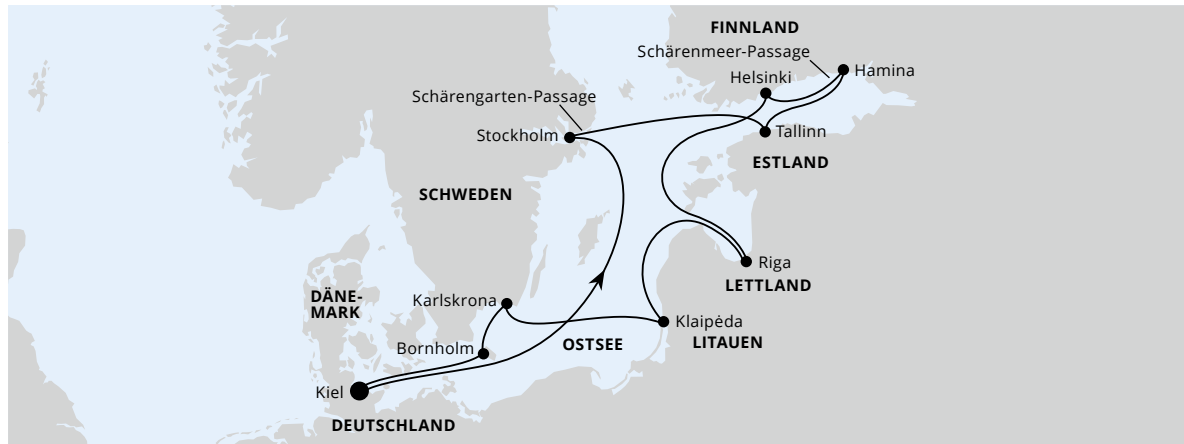 FINNLAND
Schärenmeer-Passage
Hamina
Helsinki
Schärengarten-Passage
Stockholm
Tallinn
ESTLAND
SCHWEDEN
Riga
LETTLAND
DÄNE-
MARK
Karlskrona
Klaipėda
Bornholm
OSTSEE
LITAUEN
Kiel
DEUTSCHLAND